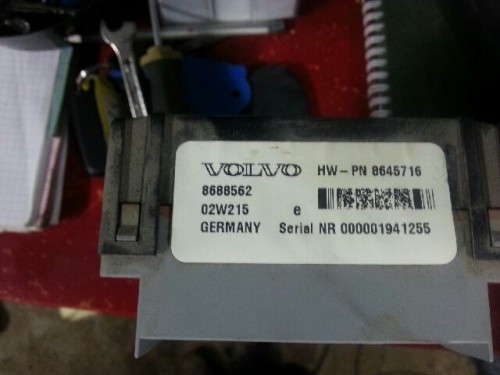 VOLVO HW-PN 8645716
8688562
02W215 e
GERMANY Serial NR 000001941255